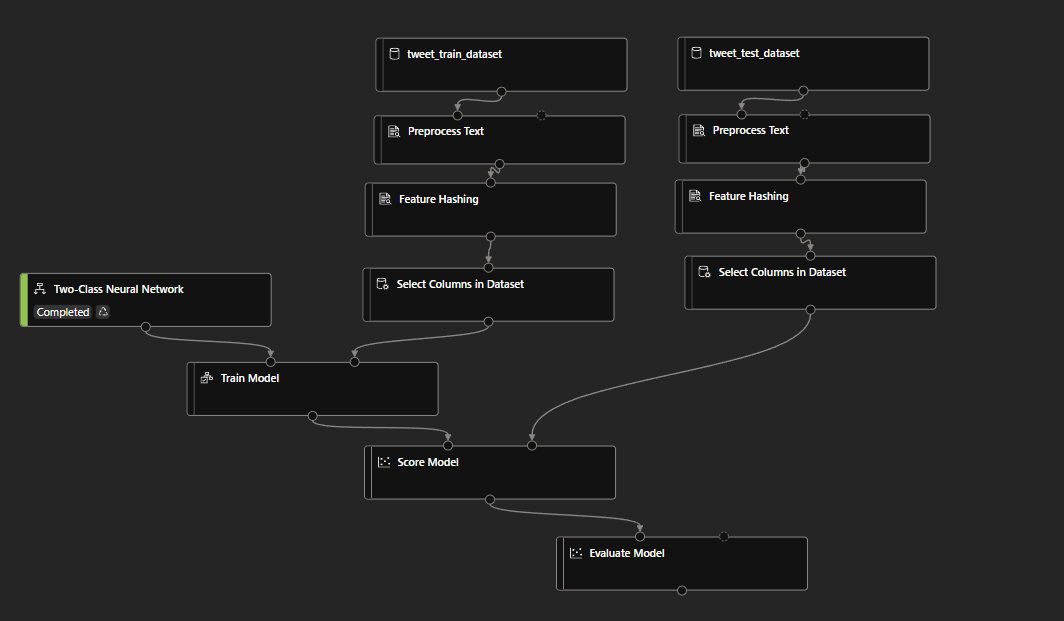 tweet_train_dataset
tweet_test_dataset
Preprocess Text
Preprocess Text
Feature Hashing
Feature Hashing
Select Columns in Dataset
Select Columns in Dataset
Two-Class Neural Network
Completed
Train Model
Score Model
Evaluate Model